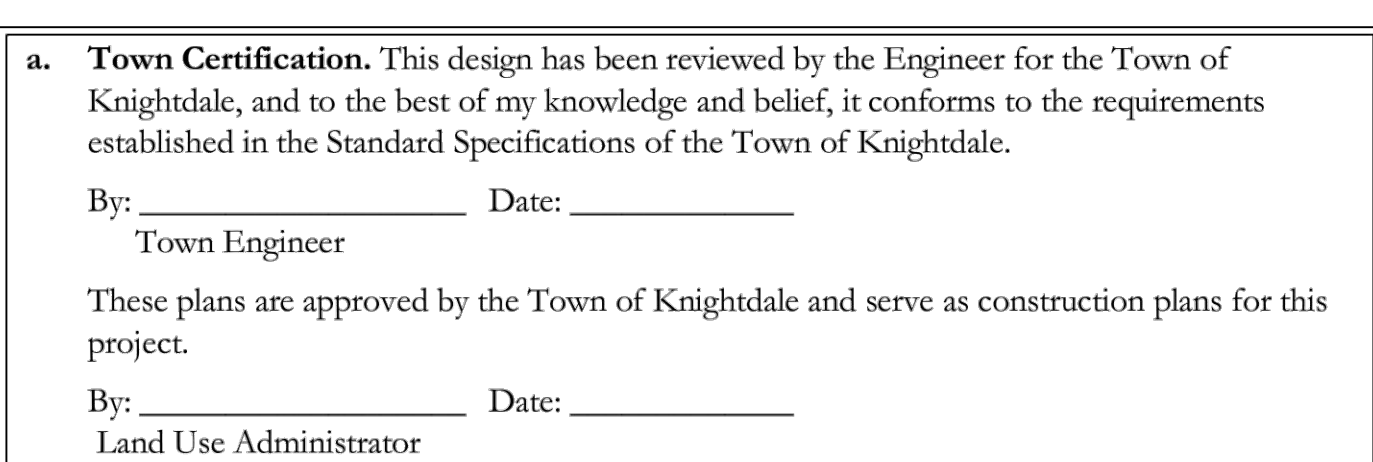 a. Town Certification. This design has been reviewed by the Engineer for the Town of
Knightdale, and to the best of my knowledge and belief, it conforms to the requirements
established in the Standard Specifications of the Town of Knightdale.
By: ____________________ Date: ______________
Town Engineer
These plans are approved by the Town of Knightdale and serve as construction plans for this
project.
By: ____________________ Date: ______________
Land Use Administrator